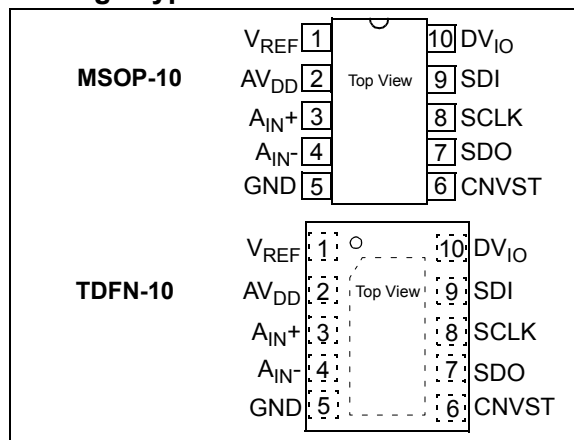 V_REF 1 10 DV_IO
MSOP-10 AV_DD 2 Top View 9 SDI
A_IN+ 3 8 SCLK
A_IN- 4 7 SDO
GND 5 6 CNVST
V_REF 1 10 DV_IO
TDFN-10 AV_DD 2 Top View 9 SDI
A_IN+ 3 8 SCLK
A_IN- 4 7 SDO
GND 5 6 CNVST